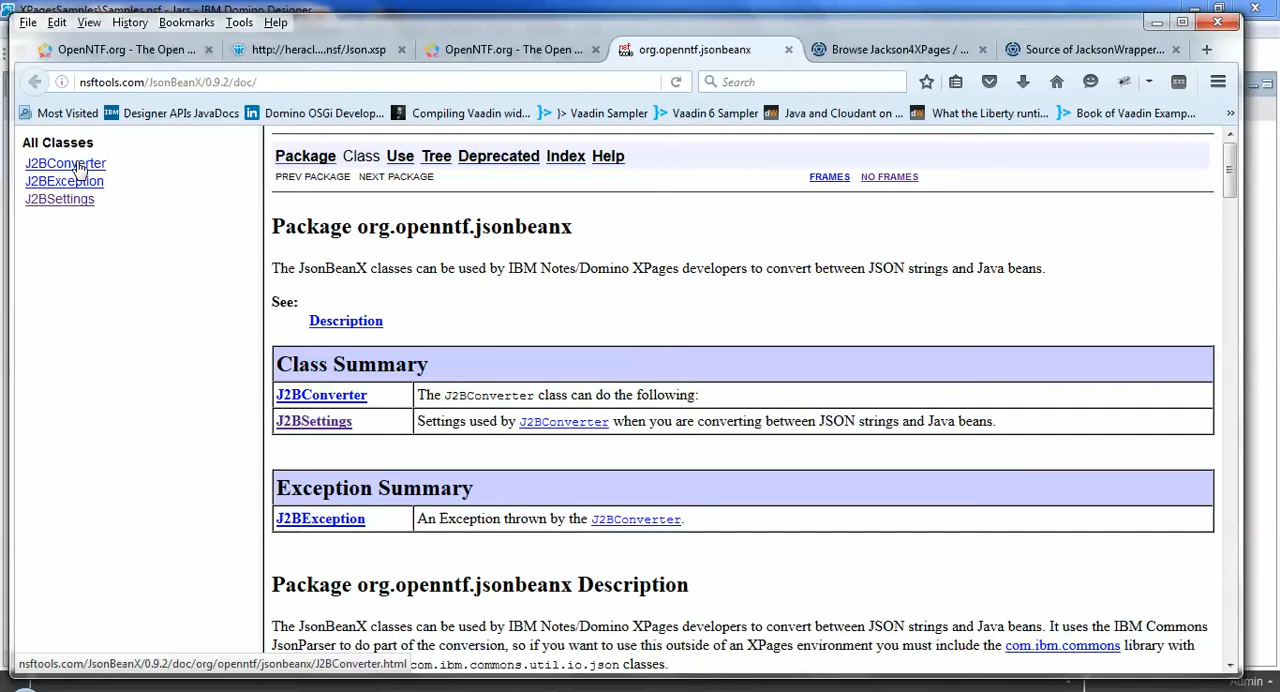 XPagesSamples\Samples.nsf - Jars - IBM Domino Designer
File Edit View History Bookmarks Tools Help
OpenNTF.org - The Open ... × http://heracl....nsf/Json.xsp × OpenNTF.org - The Open ... × org.openntf.jsonbeanx × Browse Jackson4XPages / ... × Source of JacksonWrapper... × +
nsftools.com/JsonBeanX/0.9.2/doc/ Search
Most Visited IBM Designer APIs JavaDocs in Domino OSGi Develop... Compiling Vaadin wid... }> Vaadin Sampler }> Vaadin 6 Sampler dW Java and Cloudant on ... dW What the Liberty runti... }> Book of Vaadin Examp... »
All Classes
J2BConverter
J2BException
J2BSettings
Package Class Use Tree Deprecated Index Help
PREV PACKAGE NEXT PACKAGE FRAMES NO FRAMES
Package org.openntf.jsonbeanx
The JsonBeanX classes can be used by IBM Notes/Domino XPages developers to convert between JSON strings and Java beans.
See:
Description
Class Summary
J2BConverter The J2BConverter class can do the following:
J2BSettings Settings used by J2BConverter when you are converting between JSON strings and Java beans.
Exception Summary
J2BException An Exception thrown by the J2BConverter.
Package org.openntf.jsonbeanx Description
The JsonBeanX classes can be used by IBM Notes/Domino XPages developers to convert between JSON strings and Java beans. It uses the IBM Commons
JsonParser to do part of the conversion, so if you want to use this outside of an XPages environment you must include the com.ibm.commons library with
com.ibm.commons.util.io.json classes.
nsftools.com/JsonBeanX/0.9.2/doc/org/openntf/jsonbeanx/J2BConverter.html
Admin